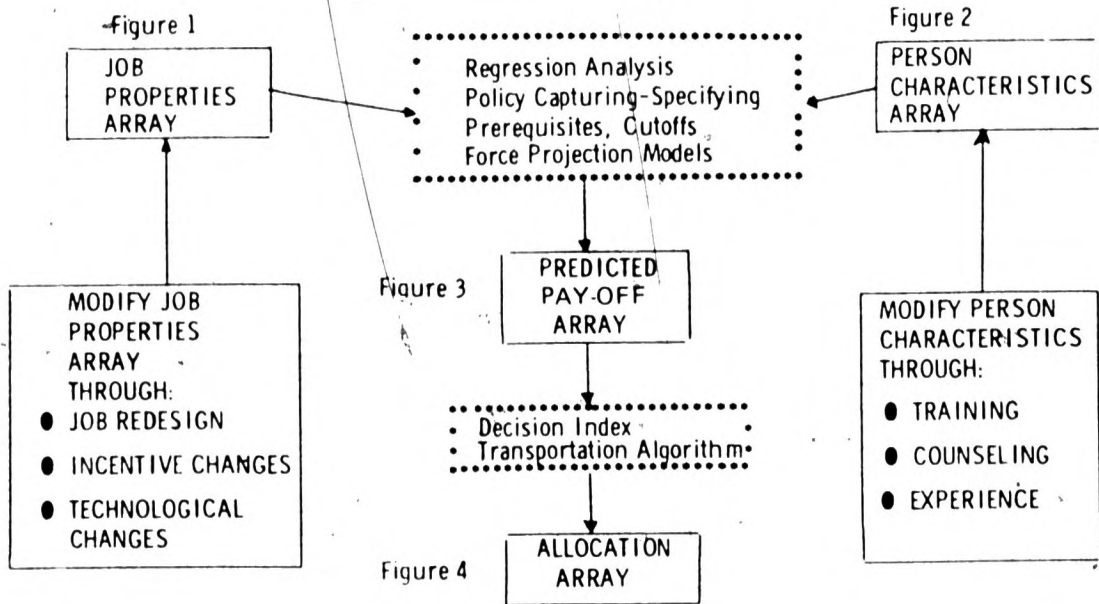 Figure 1
JOB
PROPERTIES
ARRAY
Regression Analysis
Policy Capturing-Specifying
Prerequisites, Cutoffs
Force Projection Models
Figure 2
PERSON
CHARACTERISTICS
ARRAY
MODIFY JOB
PROPERTIES
ARRAY
THROUGH:
● JOB REDESIGN
● INCENTIVE CHANGES
● TECHNOLOGICAL
CHANGES
Figure 3
PREDICTED
PAY-OFF
ARRAY
Decision Index
Transportation Algorithm
Figure 4
ALLOCATION
ARRAY
MODIFY PERSON
CHARACTERISTICS
THROUGH:
● TRAINING
● COUNSELING
● EXPERIENCE